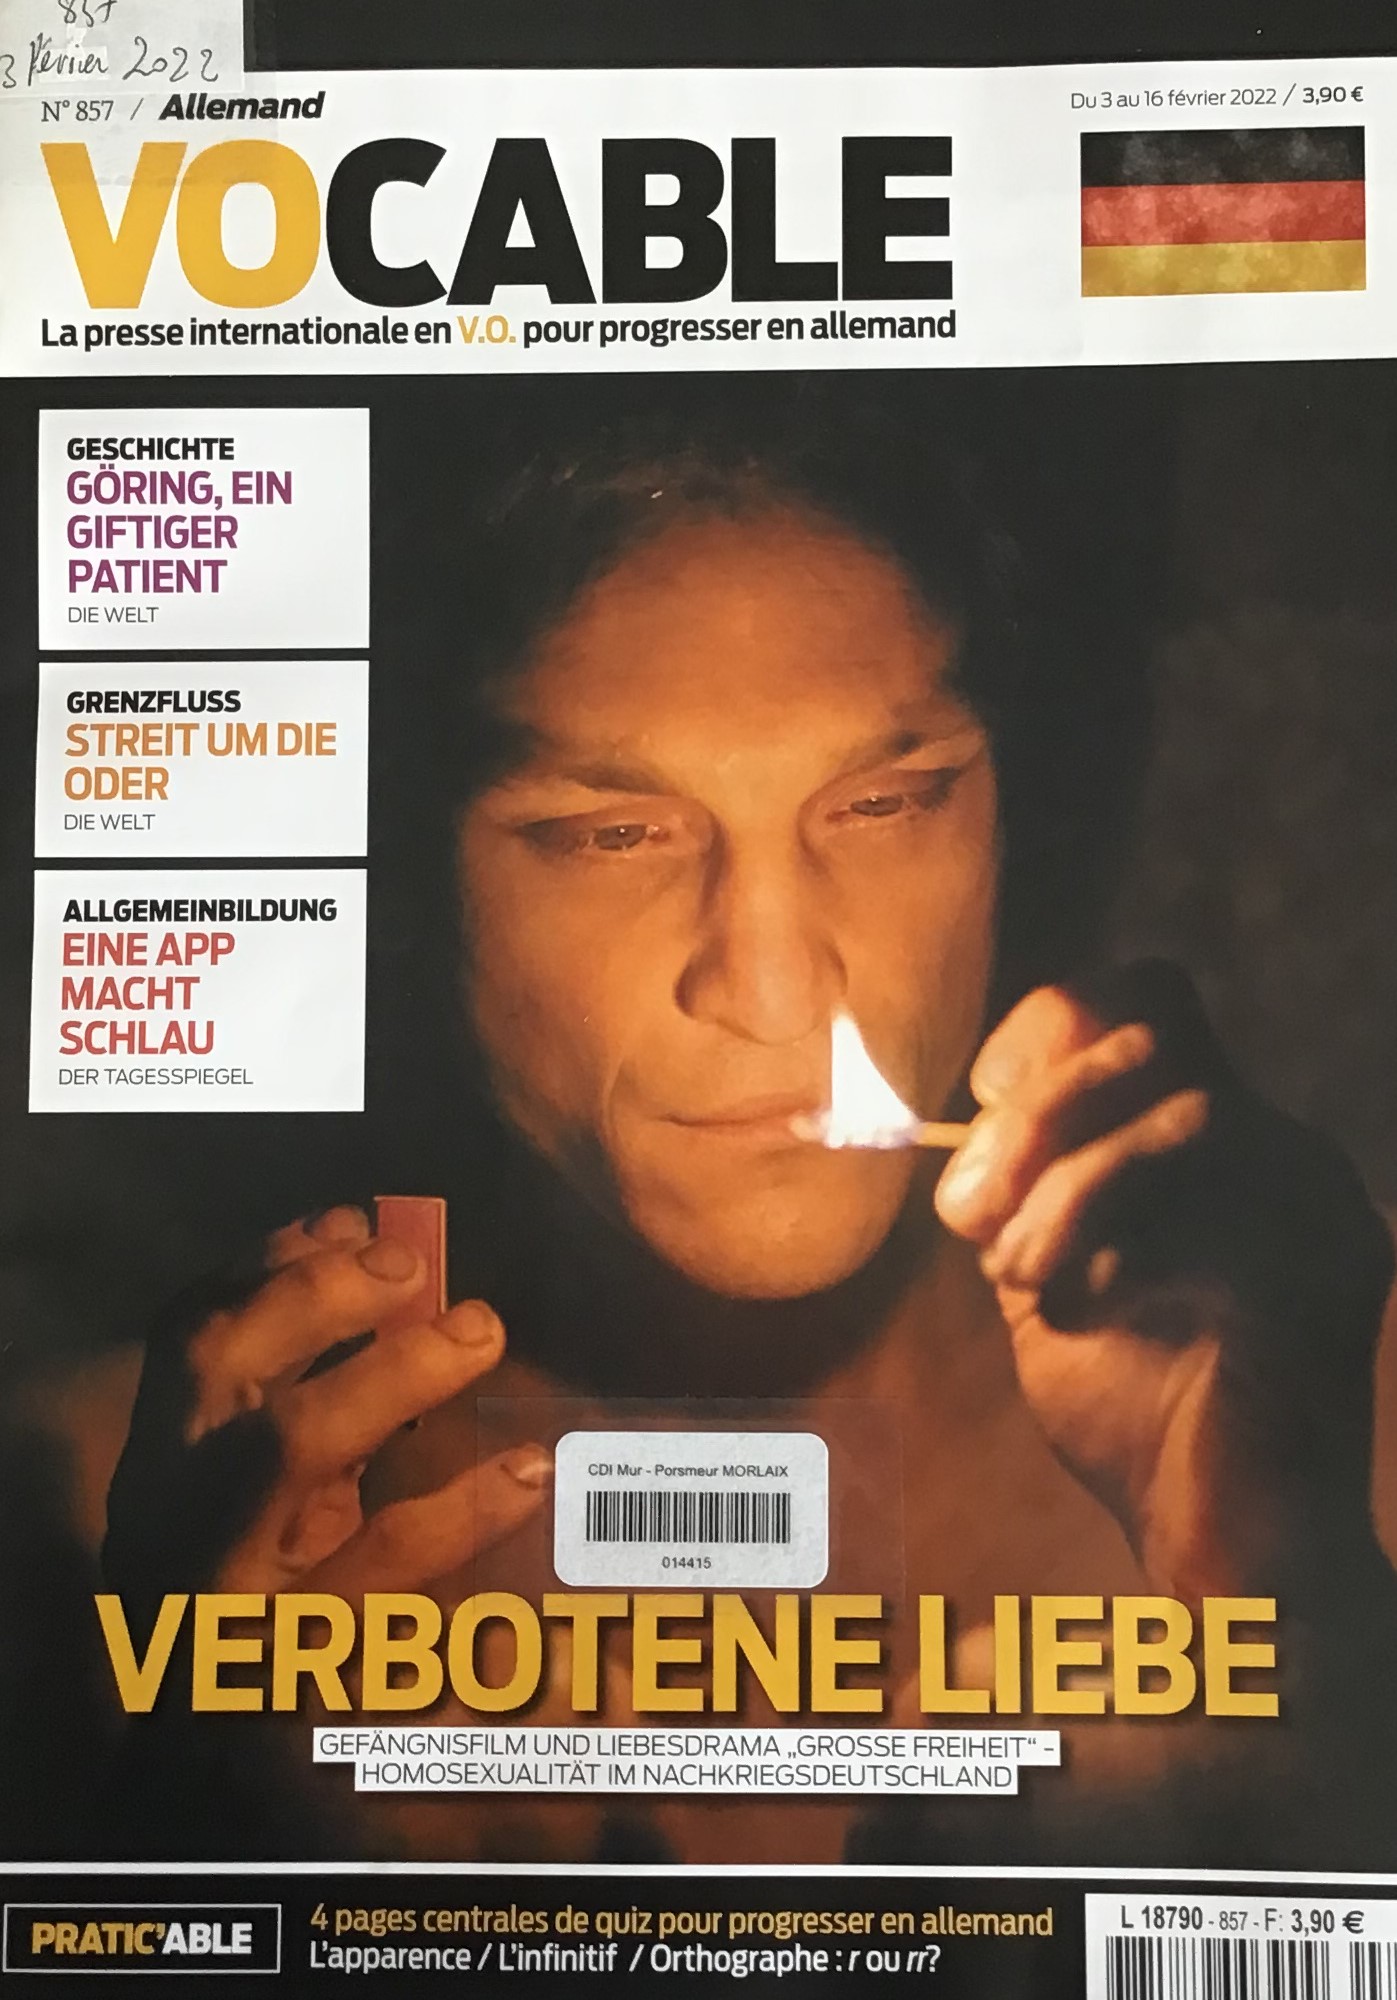 857
3 février 2022
N° 857 / Allemand
Du 3 au 16 février 2022 / 3,90 €
VOCABLE
La presse internationale en V.O. pour progresser en allemand
GESCHICHTE
GÖRING, EIN
GIFTIGER
PATIENT
DIE WELT
GRENZFLUSS
STREIT UM DIE
ODER
DIE WELT
ALLGEMEINBILDUNG
EINE APP
MACHT
SCHLAU
DER TAGESSPIEGEL
CDI Mur - Porsmeur MORLAIX
014415
VERBOTENE LIEBE
GEFÄNGNISFILM UND LIEBESDRAMA „GROSSE FREIHEIT“ -
HOMOSEXUALITÄT IM NACHKRIEGSDEUTSCHLAND
PRATIC'ABLE
4 pages centrales de quiz pour progresser en allemand
L'apparence / L'infinitif / Orthographe : r ou rr?
L 18790 - 857 - F: 3,90 €